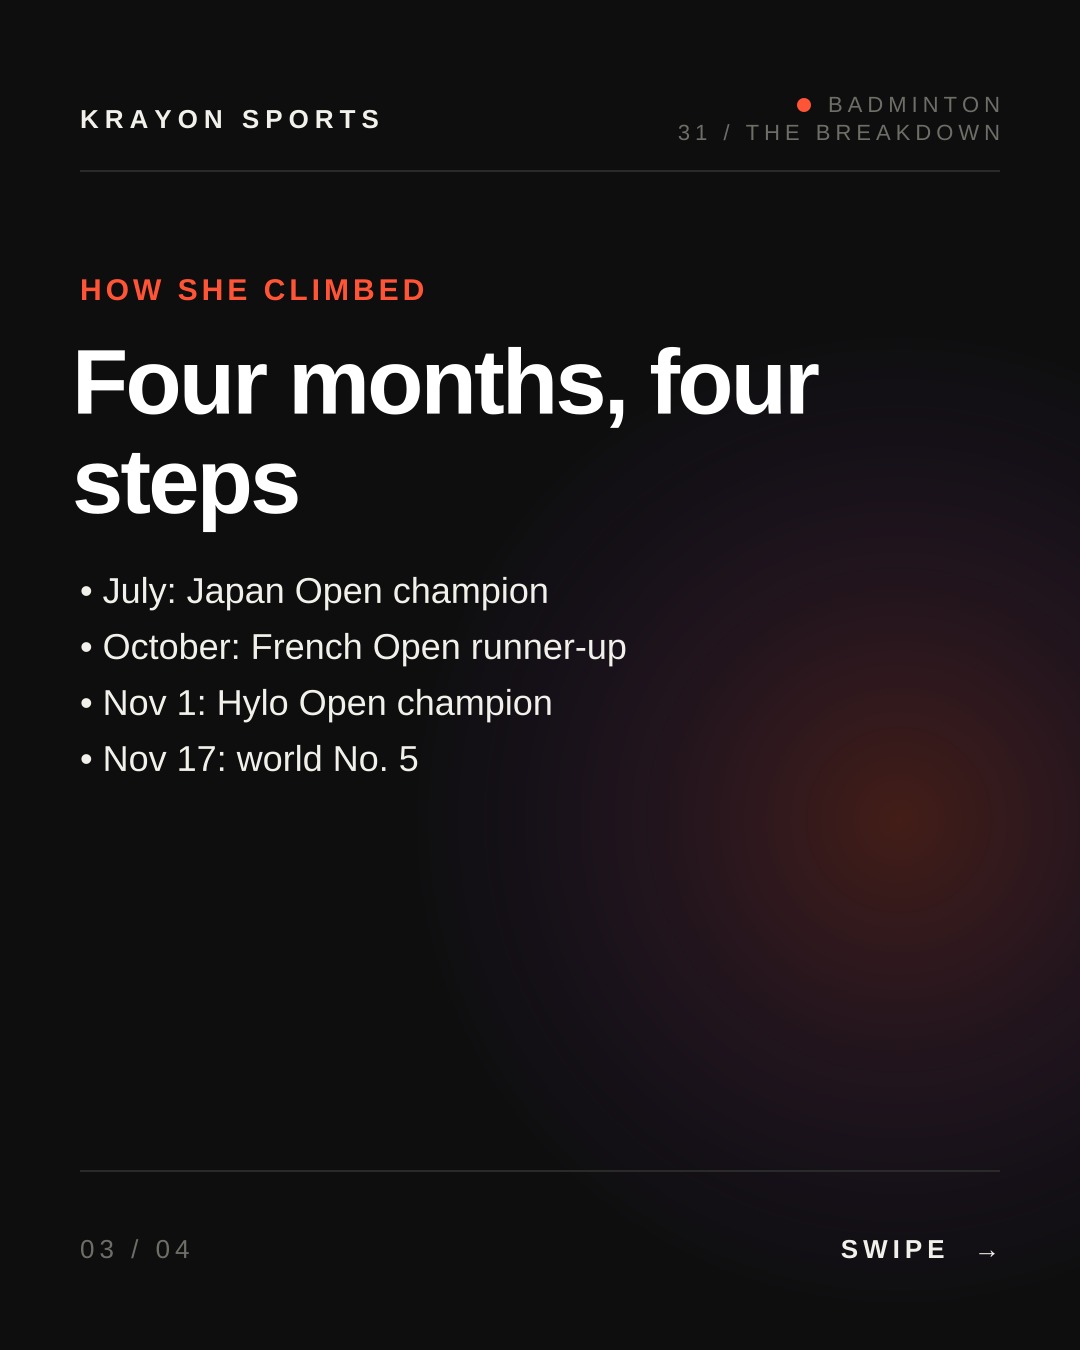 KRAYON SPORTS
BADMINTON
31 / THE BREAKDOWN
HOW SHE CLIMBED
Four months, four
steps
• July: Japan Open champion
• October: French Open runner-up
• Nov 1: Hylo Open champion
• Nov 17: world No. 5
03 / 04
SWIPE →